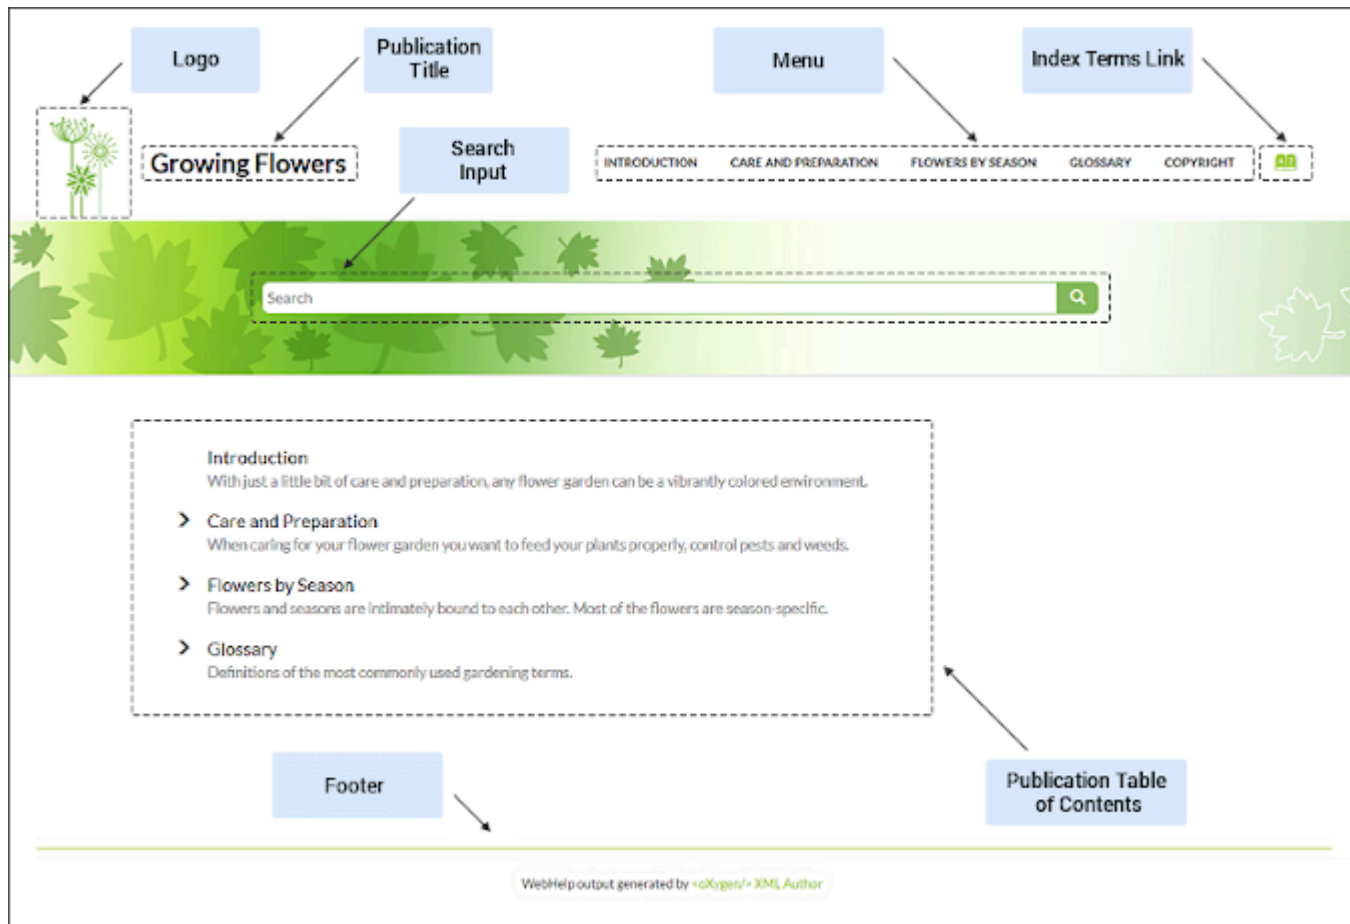 Logo
Publication
Title
Menu
Index Terms Link
Search
Input
Growing Flowers
INTRODUCTION CARE AND PREPARATION FLOWERS BY SEASON GLOSSARY COPYRIGHT
Search
Introduction
With just a little bit of care and preparation, any flower garden can be a vibrantly colored environment.
Care and Preparation
When caring for your flower garden you want to feed your plants properly, control pests and weeds.
Flowers by Season
Flowers and seasons are intimately bound to each other. Most of the flowers are season-specific.
Glossary
Definitions of the most commonly used gardening terms.
Footer
Publication Table
of Contents
WebHelp output generated by <oXygen/> XML Author